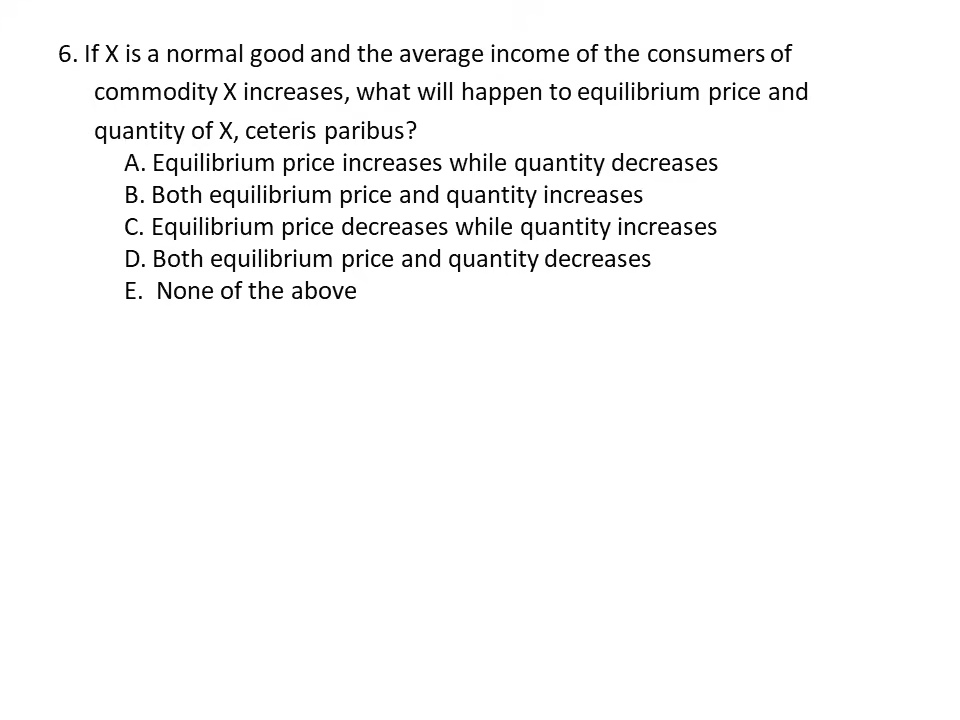 6. If X is a normal good and the average income of the consumers of
commodity X increases, what will happen to equilibrium price and
quantity of X, ceteris paribus?
A. Equilibrium price increases while quantity decreases
B. Both equilibrium price and quantity increases
C. Equilibrium price decreases while quantity increases
D. Both equilibrium price and quantity decreases
E. None of the above